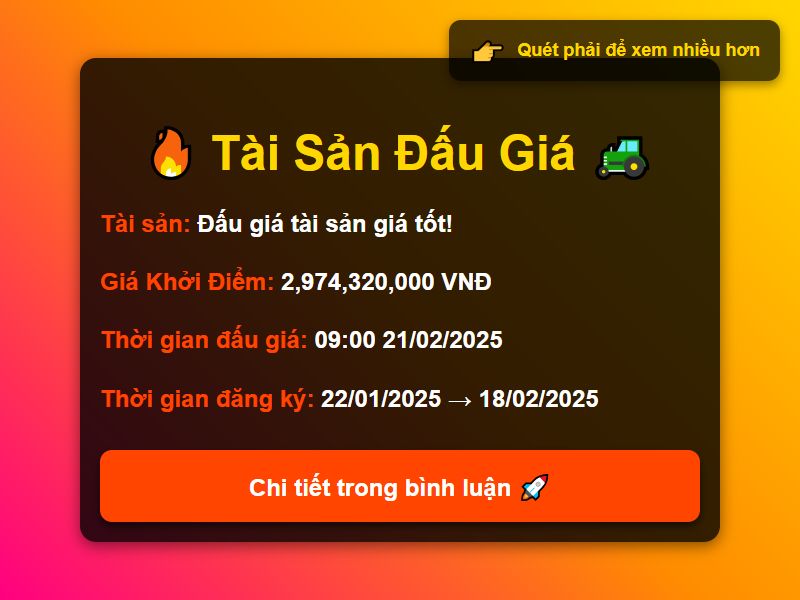 Quét phải để xem nhiều hơn
Tài Sản Đấu Giá
Tài sản: Đấu giá tài sản giá tốt!
Giá Khởi Điểm: 2,974,320,000 VNĐ
Thời gian đấu giá: 09:00 21/02/2025
Thời gian đăng ký: 22/01/2025 → 18/02/2025
Chi tiết trong bình luận